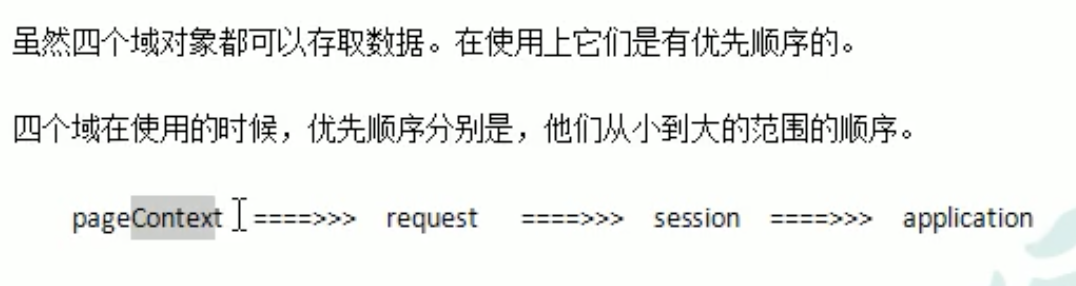 虽然四个域对象都可以存取数据。在使用上它们是有优先顺序的。
四个域在使用的时候，优先顺序分别是，他们从小到大的范围的顺序。
pageContext ====>>> request ====>>> session ====>>> application